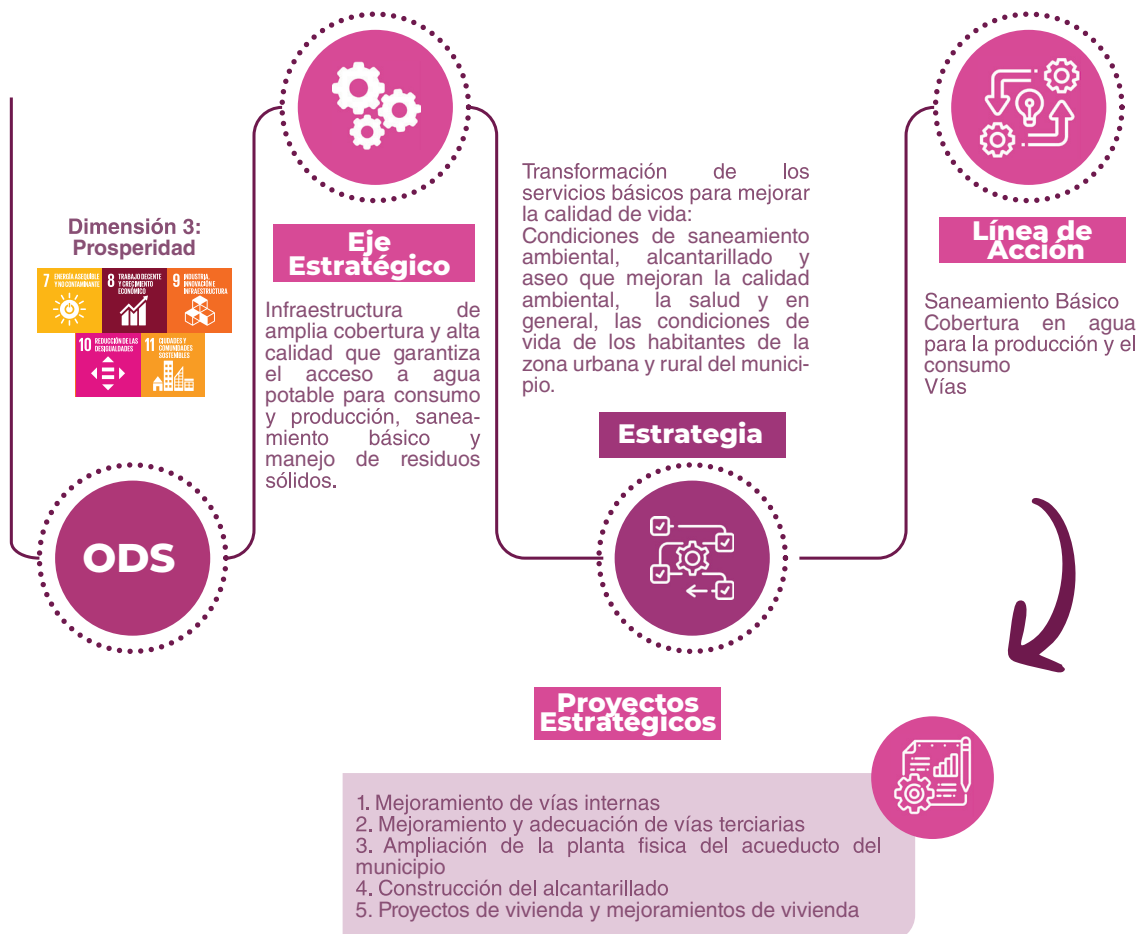 Dimensión 3:
Prosperidad
7 ENERGÍA ASEQUIBLE
Y NO CONTAMINANTE
8 TRABAJO DECENTE
Y CRECIMIENTO
ECONÓMICO
9 INDUSTRIA,
INNOVACIÓN E
INFRAESTRUCTURA
10 REDUCCIÓN DE LAS
DESIGUALDADES
11 CIUDADES Y
COMUNIDADES
SOSTENIBLES
ODS
Eje
Estratégico
Infraestructura de
amplia cobertura y alta
calidad que garantiza
el acceso a agua
potable para consumo
y producción, sanea-
miento básico y
manejo de residuos
sólidos.
Transformación de los
servicios básicos para mejorar
la calidad de vida:
Condiciones de saneamiento
ambiental, alcantarillado y
aseo que mejoran la calidad
ambiental, la salud y en
general, las condiciones de
vida de los habitantes de la
zona urbana y rural del munici-
pio.
Estrategia
Línea de
Acción
Saneamiento Básico
Cobertura en agua
para la producción y el
consumo
Vías
Proyectos
Estratégicos
1. Mejoramiento de vías internas
2. Mejoramiento y adecuación de vías terciarias
3. Ampliación de la planta fisica del acueducto del
municipio
4. Construcción del alcantarillado
5. Proyectos de vivienda y mejoramientos de vivienda